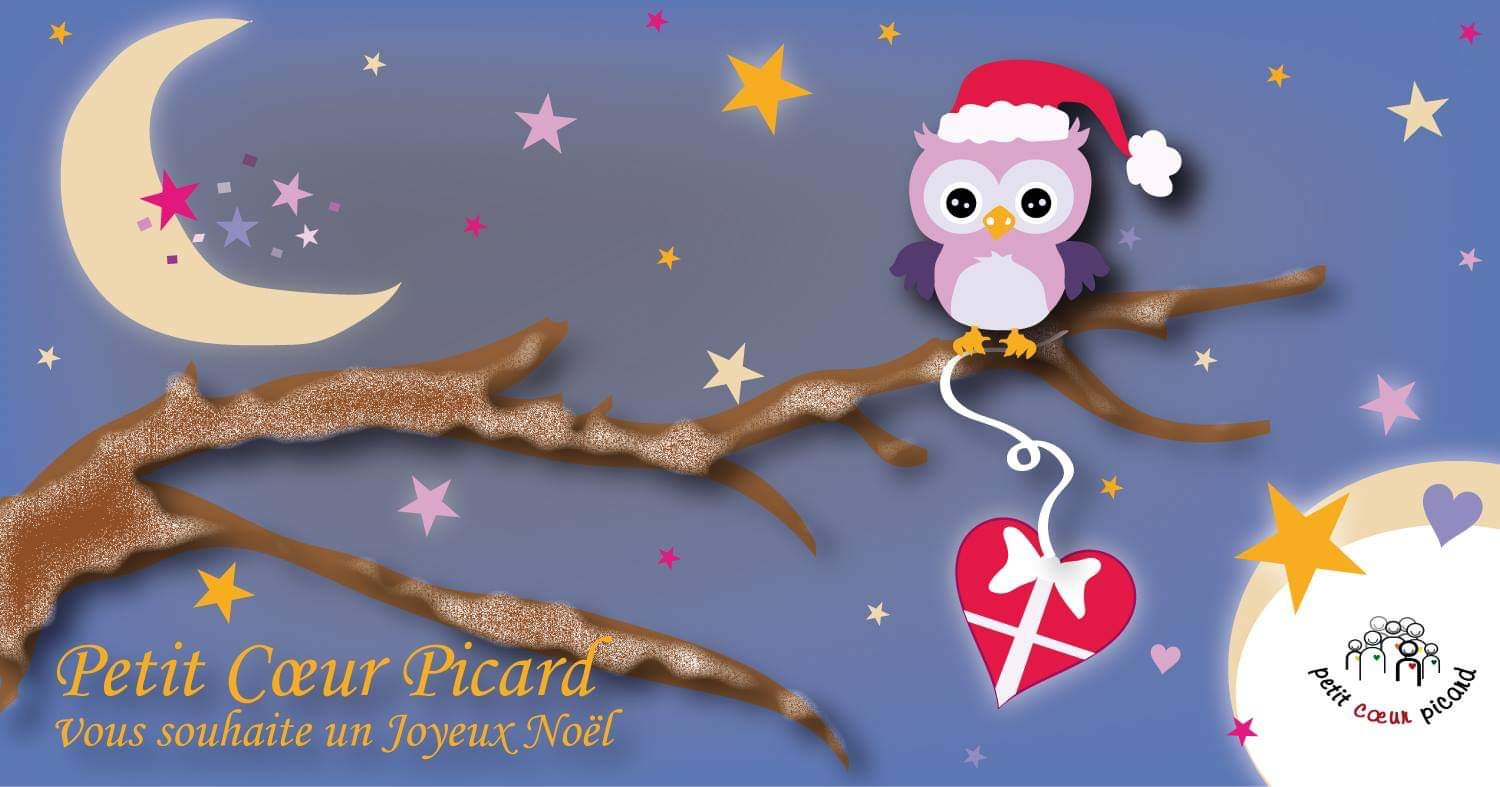 Petit Cœur Picard
vous souhaite un Joyeux Noël
petit cœur picard